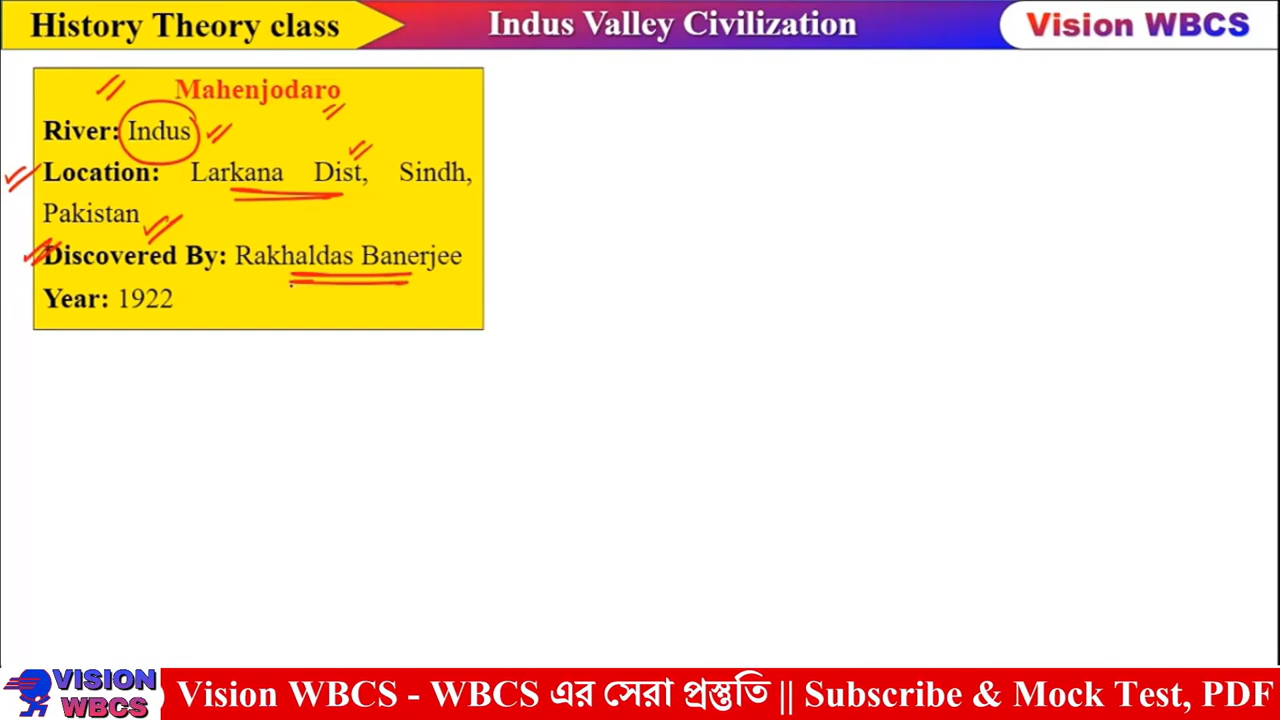 History Theory class
Indus Valley Civilization
Vision WBCS
Mahenjodaro
River: Indus
Location: Larkana Dist, Sindh,
Pakistan
Discovered By: Rakhaldas Banerjee
Year: 1922
VISION
WBCS
Vision WBCS - WBCS এর সেরা প্রস্তুতি || Subscribe & Mock Test, PDF